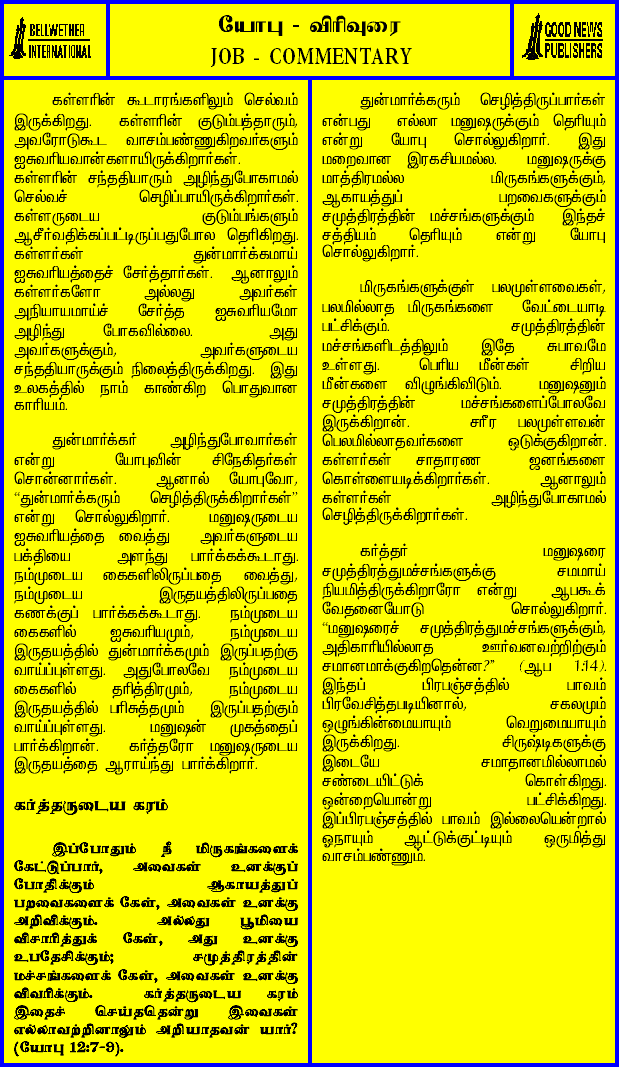 BELLWETHER
INTERNATIONAL
யோபு - விரிவுரை
JOB - COMMENTARY
GOOD NEWS
PUBLISHERS
கள்ளரின் கூடாரங்களிலும் செல்வம்
இருக்கிறது. கள்ளரின் குடும்பத்தாரும்,
அவரோடுகூட வாசம்பண்ணுகிறவர்களும்
ஐசுவரியவான்களாயிருக்கிறார்கள்.
கள்ளரின் சந்ததியாரும் அழிந்துபோகாமல்
செல்வச் செழிப்பாயிருக்கிறார்கள்.
கள்ளருடைய குடும்பங்களும்
ஆசீர்வதிக்கப்பட்டிருப்பதுபோல தெரிகிறது.
கள்ளர்கள் துன்மார்க்கமாய்
ஐசுவரியத்தைச் சேர்த்தார்கள். ஆனாலும்
கள்ளர்களோ அல்லது அவர்கள்
அநியாயமாய்ச் சேர்த்த ஐசுவரியமோ
அழிந்து போகவில்லை. அது
அவர்களுக்கும், அவர்களுடைய
சந்ததியாருக்கும் நிலைத்திருக்கிறது. இது
உலகத்தில் நாம் காண்கிற பொதுவான
காரியம்.
துன்மார்க்கர் அழிந்துபோவார்கள்
என்று யோபுவின் சிநேகிதர்கள்
சொன்னார்கள். ஆனால் யோபுவோ,
“துன்மார்க்கரும் செழித்திருக்கிறார்கள்”
என்று சொல்லுகிறார். மனுஷருடைய
ஐசுவரியத்தை வைத்து அவர்களுடைய
பக்தியை அளந்து பார்க்கக்கூடாது.
நம்முடைய கைகளிலிருப்பதை வைத்து,
நம்முடைய இருதயத்திலிருப்பதை
கணக்குப் பார்க்கக்கூடாது. நம்முடைய
கைகளில் ஐசுவரியமும், நம்முடைய
இருதயத்தில் துன்மார்க்கமும் இருப்பதற்கு
வாய்ப்புள்ளது. அதுபோலவே நம்முடைய
கைகளில் தரித்திரமும், நம்முடைய
இருதயத்தில் பரிசுத்தமும் இருப்பதற்கும்
வாய்ப்புள்ளது. மனுஷன் முகத்தைப்
பார்க்கிறான். கர்த்தரோ மனுஷருடைய
இருதயத்தை ஆராய்ந்து பார்க்கிறார்.
கர்த்தருடைய கரம்
இப்போதும் நீ மிருகங்களைக்
கேட்டுப்பார், அவைகள் உனக்குப்
போதிக்கும் ஆகாயத்துப்
பறவைகளைக் கேள், அவைகள் உனக்கு
அறிவிக்கும். அல்லது பூமியை
விசாரித்துக் கேள், அது உனக்கு
உபதேசிக்கும்; சமுத்திரத்தின்
மச்சங்களைக் கேள், அவைகள் உனக்கு
விவரிக்கும். கர்த்தருடைய கரம்
இதைச் செய்ததென்று இவைகள்
எல்லாவற்றினாலும் அறியாதவன் யார்?
(யோபு 12:7-9).
துன்மார்க்கரும் செழித்திருப்பார்கள்
என்பது எல்லா மனுஷருக்கும் தெரியும்
என்று யோபு சொல்லுகிறார். இது
மறைவான இரகசியமல்ல. மனுஷருக்கு
மாத்திரமல்ல மிருகங்களுக்கும்,
ஆகாயத்துப் பறவைகளுக்கும்
சமுத்திரத்தின் மச்சங்களுக்கும் இந்தச்
சத்தியம் தெரியும் என்று யோபு
சொல்லுகிறார்.
மிருகங்களுக்குள் பலமுள்ளவைகள்,
பலமில்லாத மிருகங்களை வேட்டையாடி
பட்சிக்கும். சமுத்திரத்தின்
மச்சங்களிடத்திலும் இதே சுபாவமே
உள்ளது. பெரிய மீன்கள் சிறிய
மீன்களை விழுங்கிவிடும். மனுஷனும்
சமுத்திரத்தின் மச்சங்களைப்போலவே
இருக்கிறான். சரீர பலமுள்ளவன்
பெலமில்லாதவர்களை ஒடுக்குகிறான்.
கள்ளர்கள் சாதாரண ஜனங்களை
கொள்ளையடிக்கிறார்கள். ஆனாலும்
கள்ளர்கள் அழிந்துபோகாமல்
செழித்திருக்கிறார்கள்.
கர்த்தர் மனுஷரை
சமுத்திரத்துமச்சங்களுக்கு சமமாய்
நியமித்திருக்கிறாரோ என்று ஆபகூக்
வேதனையோடு சொல்லுகிறார்.
“மனுஷரைச் சமுத்திரத்துமச்சங்களுக்கும்,
அதிகாரியில்லாத ஊர்வனவற்றிற்கும்
சமானமாக்குகிறதென்ன?” (ஆப 1:14).
இந்தப் பிரபஞ்சத்தில் பாவம்
பிரவேசித்தபடியினால், சகலமும்
ஒழுங்கின்மையாயும் வெறுமையாயும்
இருக்கிறது. சிருஷ்டிகளுக்கு
இடையே சமாதானமில்லாமல்
சண்டையிட்டுக் கொள்கிறது.
ஒன்றையொன்று பட்சிக்கிறது.
இப்பிரபஞ்சத்தில் பாவம் இல்லையென்றால்
ஓநாயும் ஆட்டுக்குட்டியும் ஒருமித்து
வாசம்பண்ணும்.